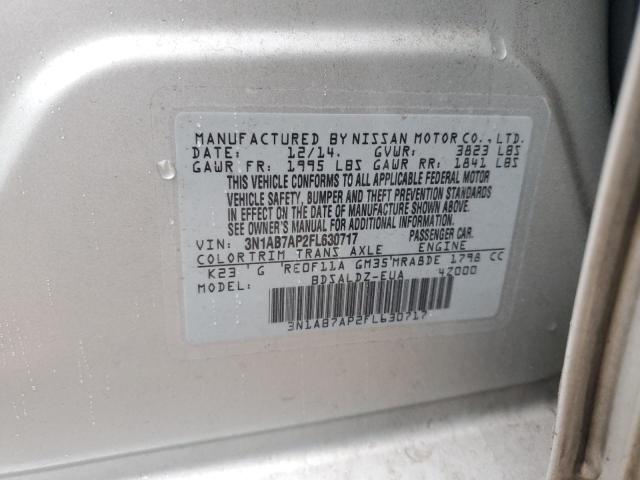 MANUFACTURED BY NISSAN MOTOR CO., LTD.
DATE: 12/14. GVWR: 3823 LBS
GAWR FR: 1995 LBS GAWR RR: 1841 LBS
THIS VEHICLE CONFORMS TO ALL APPLICABLE FEDERAL MOTOR
VEHICLE SAFETY, BUMPER AND THEFT PREVENTION STANDARDS
IN EFFECT ON THE DATE OF MANUFACTURE SHOWN ABOVE.
SEE OWNER'S MANUAL FOR ADDITIONAL INFORMATION.
VIN: 3N1AB7AP2FL630717 PASSENGER CAR.
COLOR TRIM TRANS AXLE ENGINE
K23 G RE0F11A GM35 MRA8DE 1798 CC
MODEL: BDSALDZ-EUA 42000
3N1AB7AP2FL630717